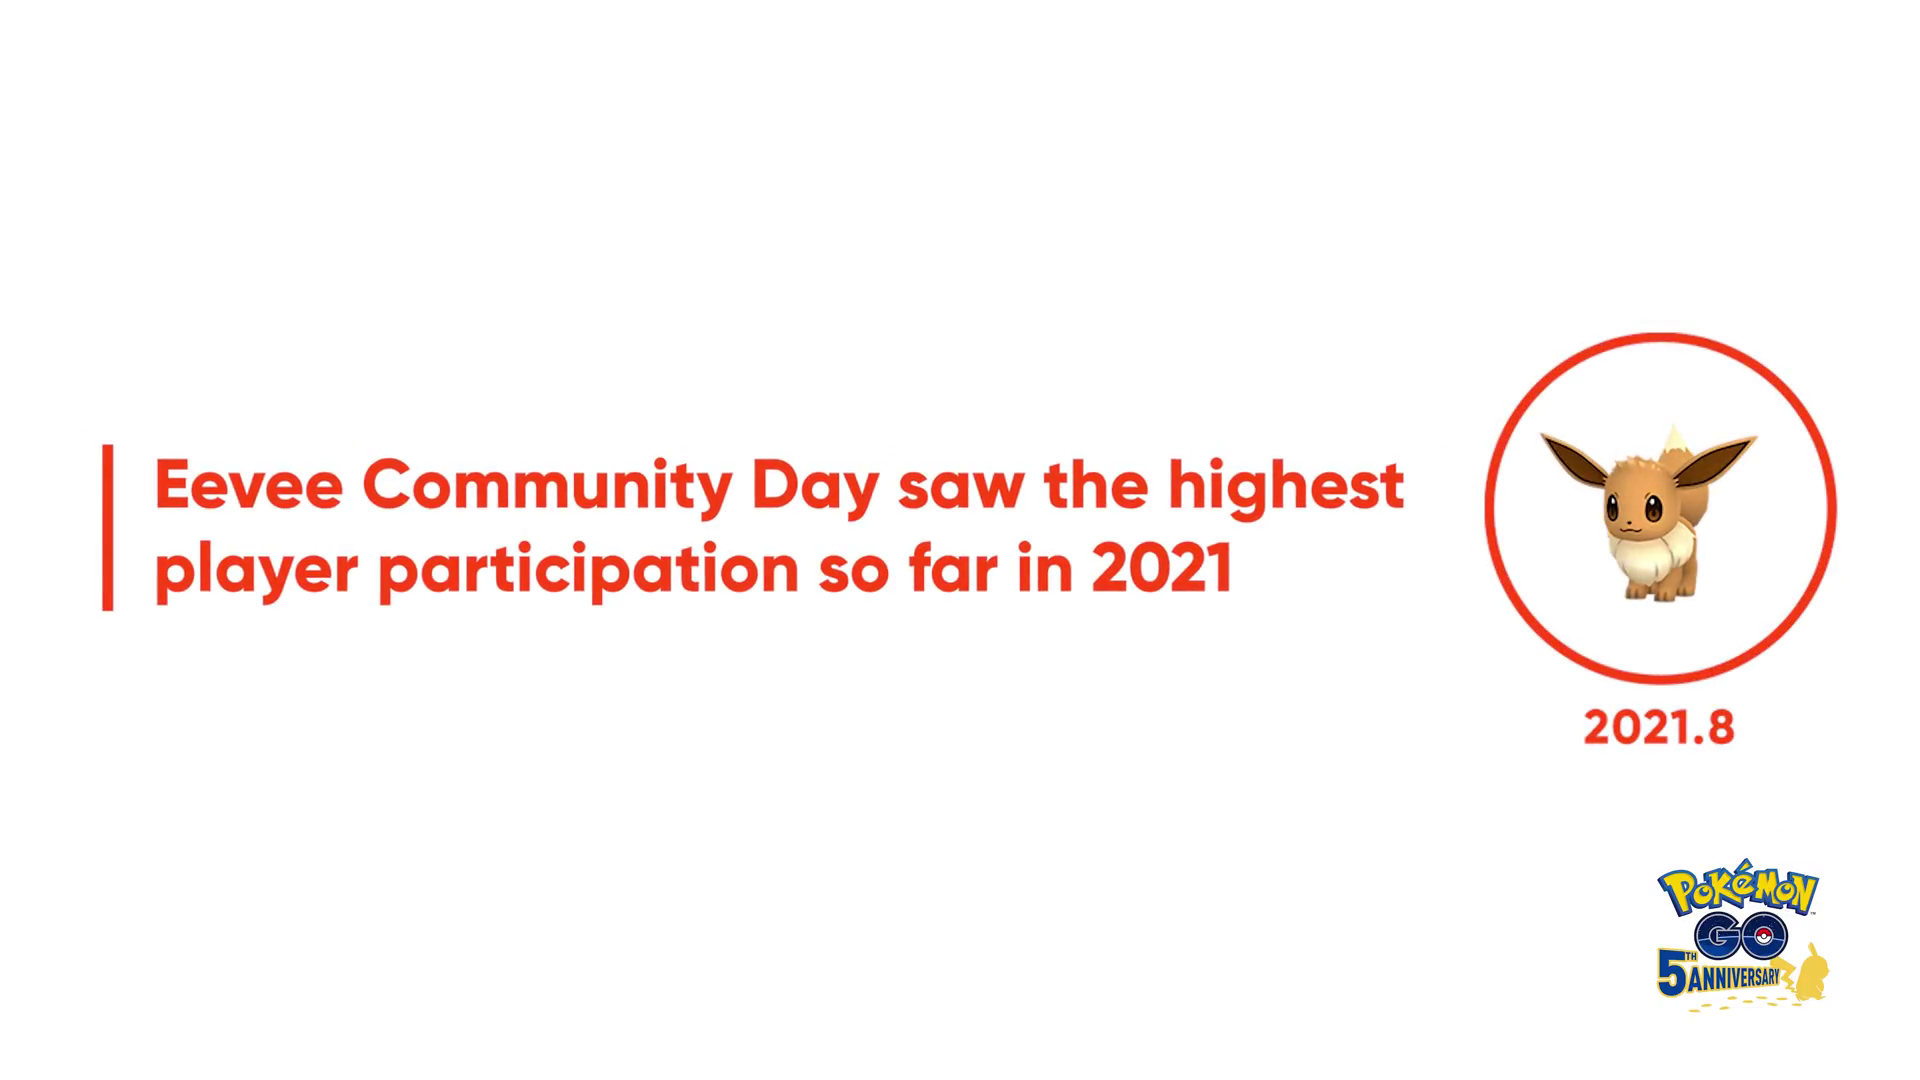 Eevee Community Day saw the highest
player participation so far in 2021
2021.8
POKéMON
GO
5TH ANNIVERSARY